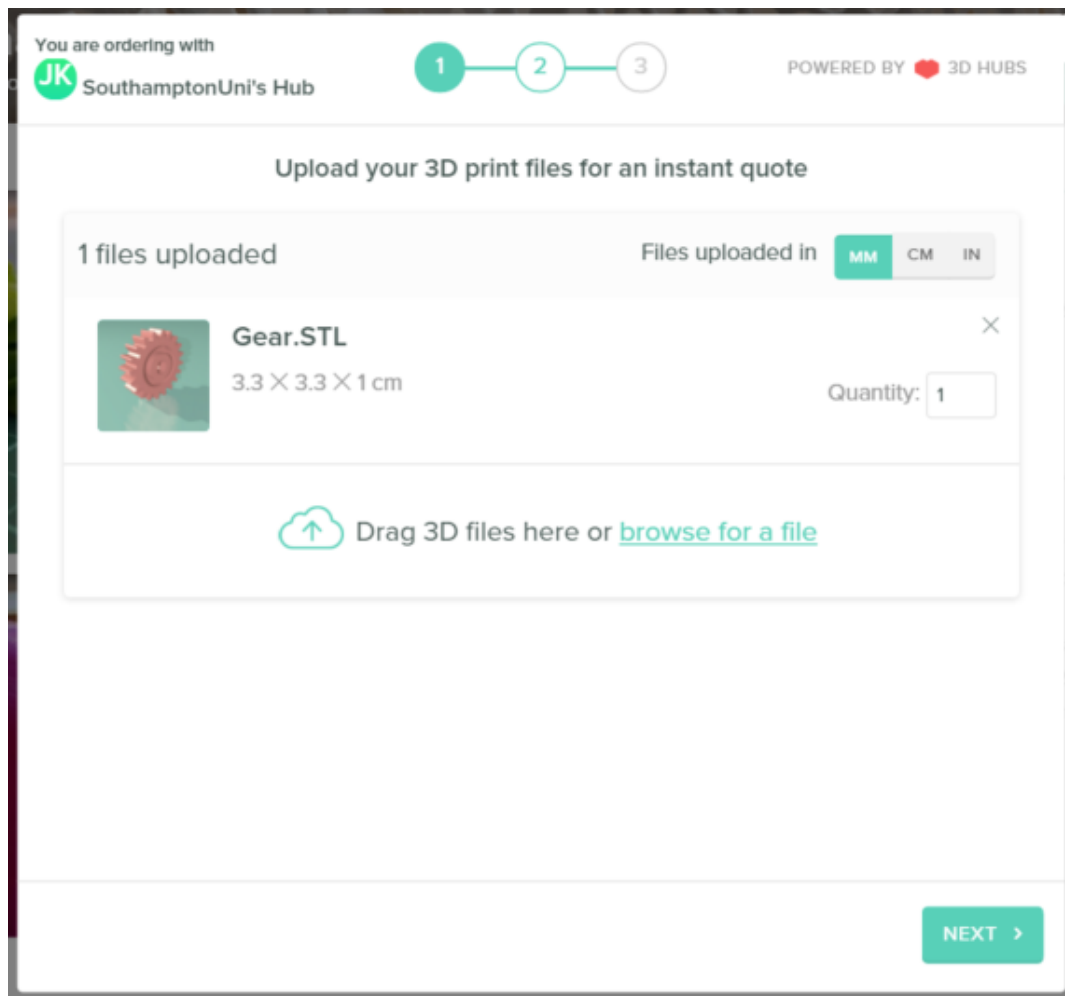 You are ordering with
JK SouthamptonUni's Hub
1 2 3
POWERED BY 3D HUBS
Upload your 3D print files for an instant quote
1 files uploaded
Files uploaded in MM CM IN
Gear.STL
3.3 × 3.3 × 1 cm
Quantity: 1
Drag 3D files here or browse for a file
NEXT >